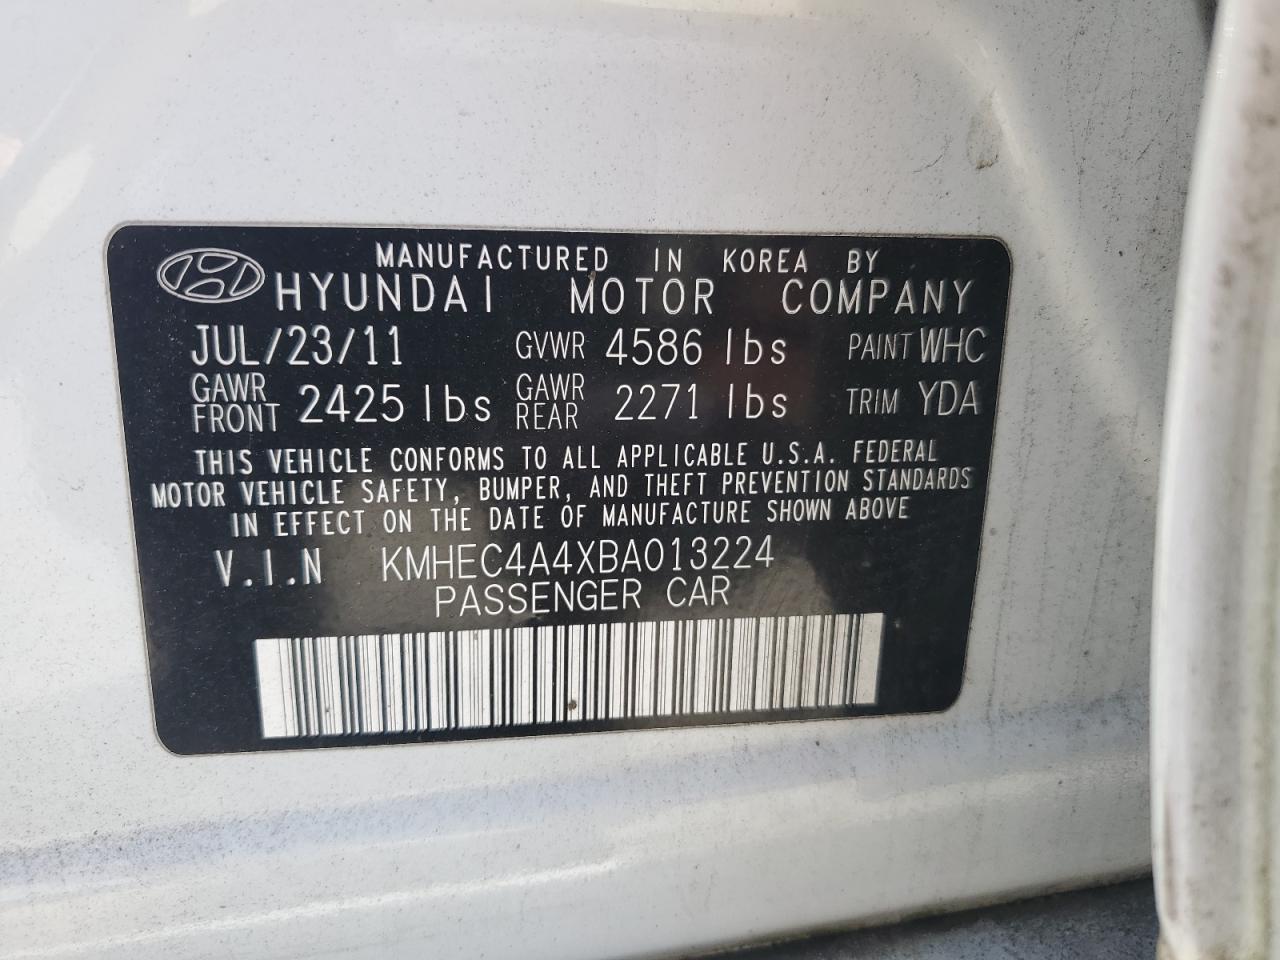 MANUFACTURED IN KOREA BY
HYUNDAI MOTOR COMPANY
JUL/23/11 GVWR 4586 lbs PAINT WHC
GAWR FRONT 2425 lbs GAWR REAR 2271 lbs TRIM YDA
THIS VEHICLE CONFORMS TO ALL APPLICABLE U.S.A. FEDERAL
MOTOR VEHICLE SAFETY, BUMPER, AND THEFT PREVENTION STANDARDS
IN EFFECT ON THE DATE OF MANUFACTURE SHOWN ABOVE
V.I.N KMHEC4A4XBA013224
PASSENGER CAR